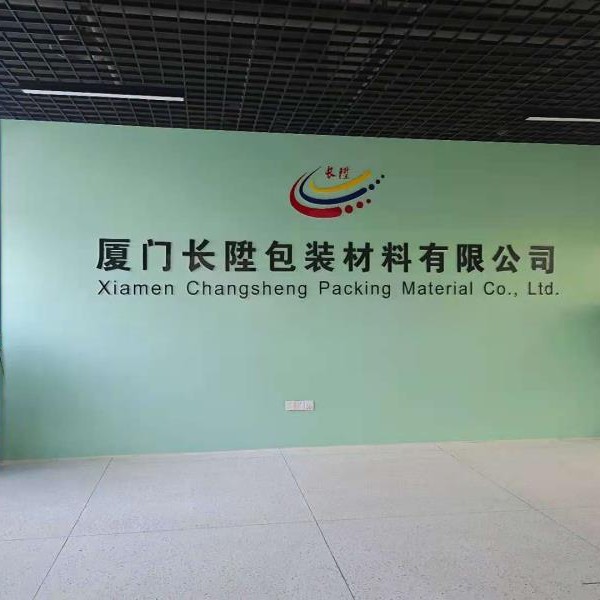 长陞
厦门长陞包装材料有限公司
Xiamen Changsheng Packing Material Co., Ltd.